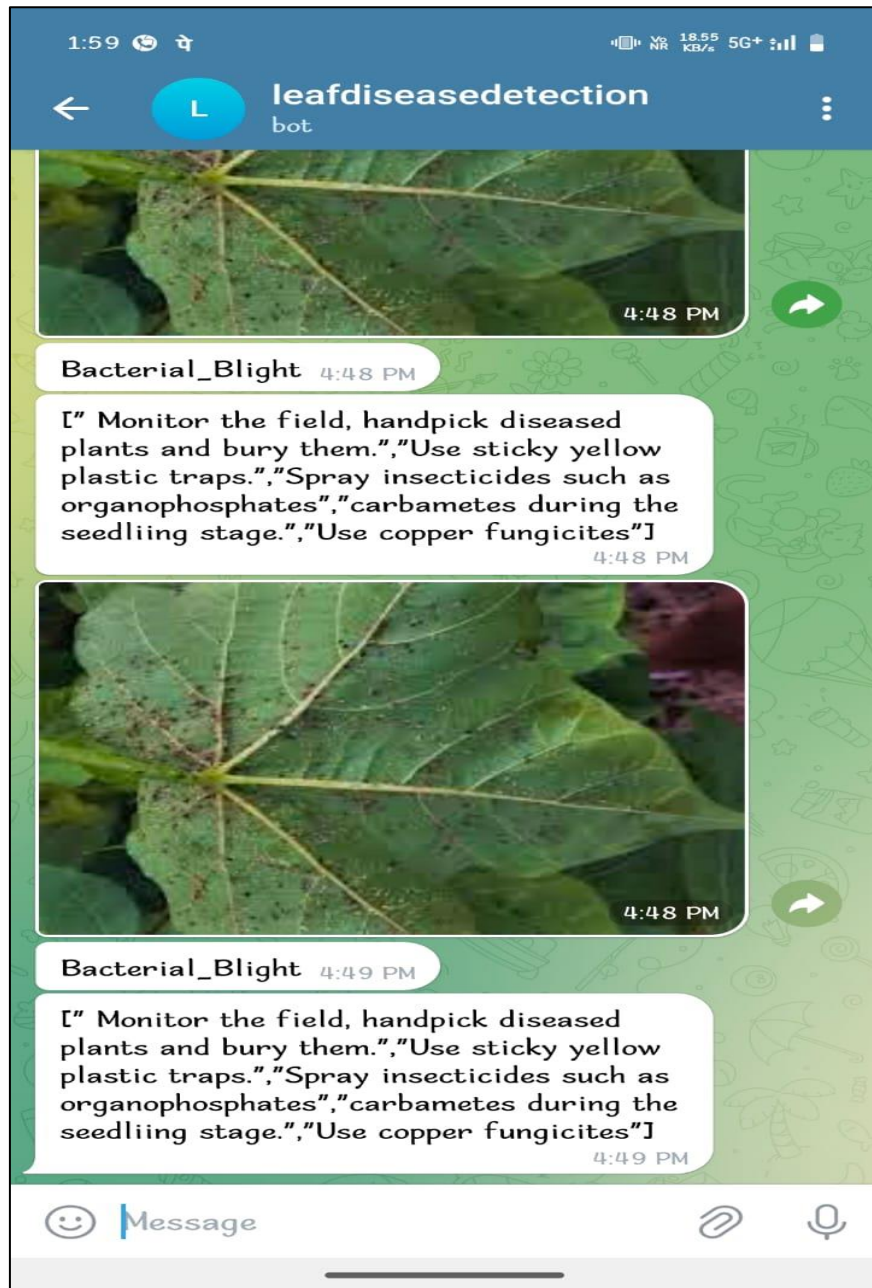 1:59 पे VoNR 18.55 KB/s 5G+
L
leafdiseasedetection
bot
4:48 PM
Bacterial_Blight 4:48 PM
[" Monitor the field, handpick diseased
plants and bury them.","Use sticky yellow
plastic traps.","Spray insecticides such as
organophosphates","carbametes during the
seedliing stage.","Use copper fungicites"]
4:48 PM
4:48 PM
Bacterial_Blight 4:49 PM
[" Monitor the field, handpick diseased
plants and bury them.","Use sticky yellow
plastic traps.","Spray insecticides such as
organophosphates","carbametes during the
seedliing stage.","Use copper fungicites"]
4:49 PM
Message